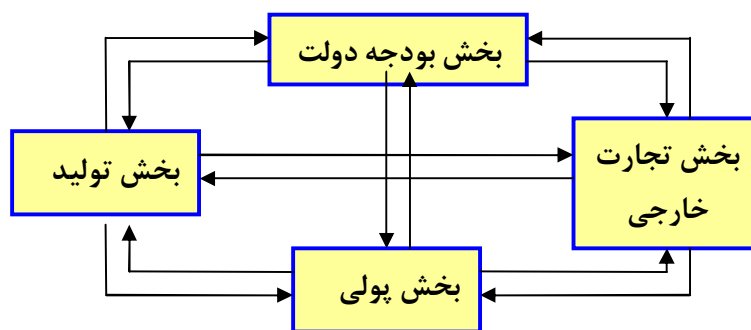 بخش بودجه دولت
بخش تجارت
خارجی
بخش تولید
بخش پولی